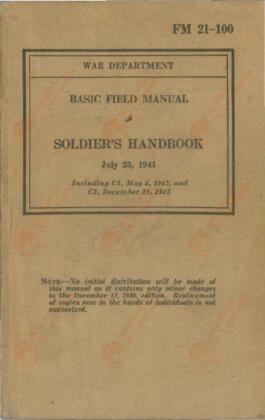 FM 21-100
WAR DEPARTMENT
BASIC FIELD MANUAL
SOLDIER'S HANDBOOK
July 23, 1941
Including C1, May 4, 1942, and
C2, December 28, 1942
NOTE.—No initial distribution will be made of
this manual as it contains only minor changes
to the December 11, 1940, edition. Replacement
of copies now in the hands of individuals is not
authorized.